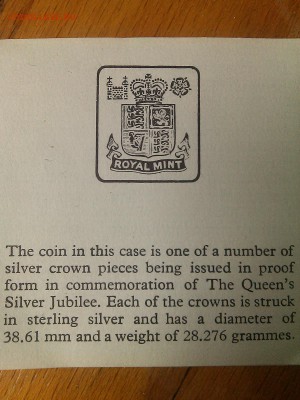 ROYAL MINT
The coin in this case is one of a number of
silver crown pieces being issued in proof
form in commemoration of The Queen's
Silver Jubilee. Each of the crowns is struck
in sterling silver and has a diameter of
38.61 mm and a weight of 28.276 grammes.